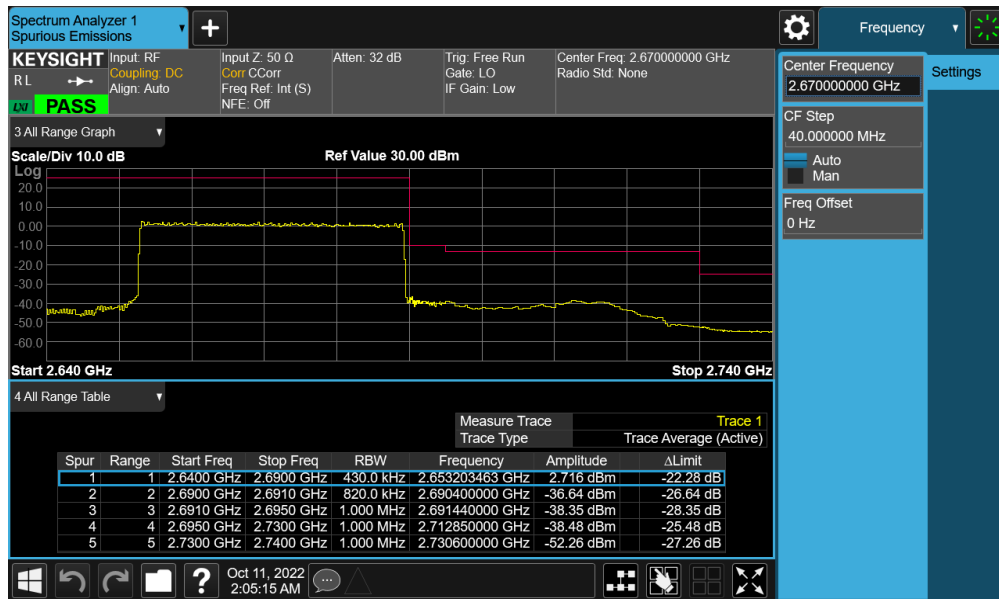 Spectrum Analyzer 1
Spurious Emissions
Frequency
KEYSIGHT
R L
LXI
PASS
Input: RF
Coupling: DC
Align: Auto
Input Z: 50 Ω
Corr CCorr
Freq Ref: Int (S)
NFE: Off
Atten: 32 dB
Trig: Free Run
Gate: LO
IF Gain: Low
Center Freq: 2.670000000 GHz
Radio Std: None
Center Frequency
2.670000000 GHz
Settings
CF Step
40.000000 MHz
Auto
Man
Freq Offset
0 Hz
3 All Range Graph
Scale/Div 10.0 dB
Ref Value 30.00 dBm
Log
20.0
10.0
0.00
-10.0
-20.0
-30.0
-40.0
-50.0
-60.0
Start 2.640 GHz
Stop 2.740 GHz
4 All Range Table
Measure Trace Trace 1
Trace Type Trace Average (Active)
Spur Range Start Freq Stop Freq RBW Frequency Amplitude ΔLimit
1 1 2.6400 GHz 2.6900 GHz 430.0 kHz 2.653203463 GHz 2.716 dBm -22.28 dB
2 2 2.6900 GHz 2.6910 GHz 820.0 kHz 2.690400000 GHz -36.64 dBm -26.64 dB
3 3 2.6910 GHz 2.6950 GHz 1.000 MHz 2.691440000 GHz -38.35 dBm -28.35 dB
4 4 2.6950 GHz 2.7300 GHz 1.000 MHz 2.712850000 GHz -38.48 dBm -25.48 dB
5 5 2.7300 GHz 2.7400 GHz 1.000 MHz 2.730600000 GHz -52.26 dBm -27.26 dB
?
Oct 11, 2022
2:05:15 AM